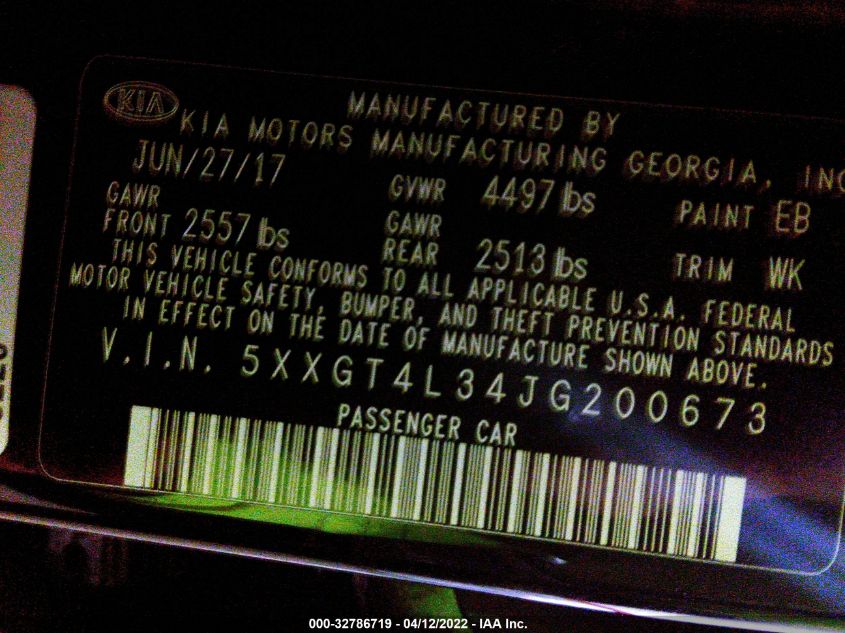 KIA
MANUFACTURED BY
KIA MOTORS MANUFACTURING GEORGIA, INC
JUN/27/17
GAWR FRONT 2557 lbs
GVWR 4497 lbs
GAWR REAR 2513 lbs
PAINT EB
TRIM WK
THIS VEHICLE CONFORMS TO ALL APPLICABLE U.S.A. FEDERAL
MOTOR VEHICLE SAFETY, BUMPER, AND THEFT PREVENTION STANDARDS
IN EFFECT ON THE DATE OF MANUFACTURE SHOWN ABOVE.
V.I.N. 5XXGT4L34JG200673
PASSENGER CAR
000-32786719 - 04/12/2022 - IAA Inc.